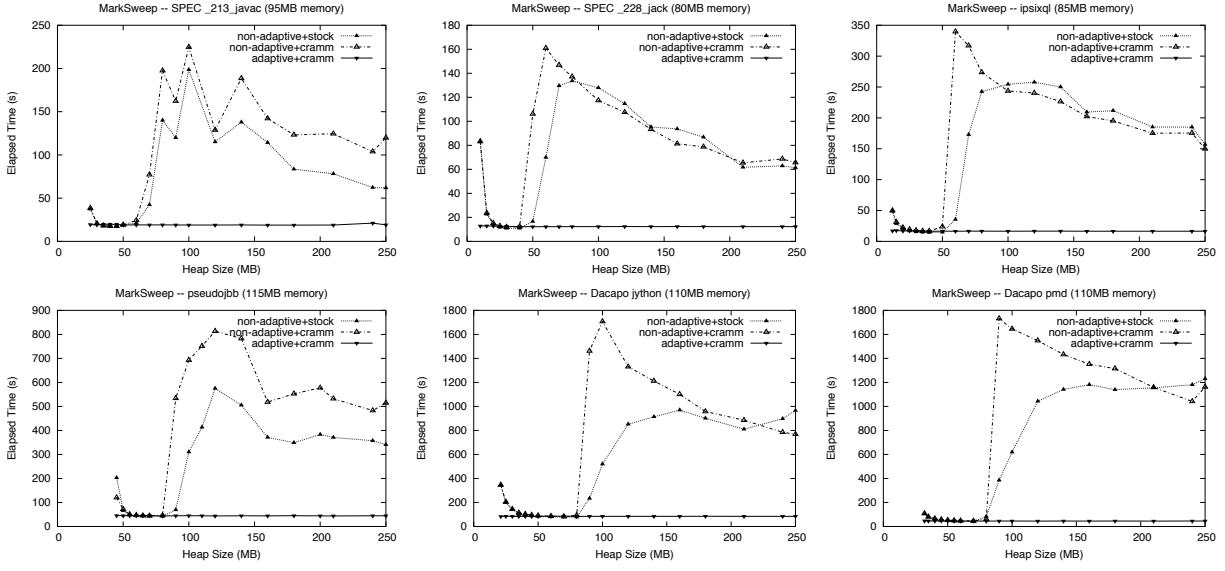 MarkSweep -- SPEC _213_javac (95MB memory)
250
200
150
100
50
0
Elapsed Time (s)
non-adaptive+stock
non-adaptive+cramm
adaptive+cramm
0 50 100 150 200 250
Heap Size (MB)
MarkSweep -- SPEC _228_jack (80MB memory)
180
160
140
120
100
80
60
40
20
0
Elapsed Time (s)
non-adaptive+stock
non-adaptive+cramm
adaptive+cramm
0 50 100 150 200 250
Heap Size (MB)
MarkSweep -- ipsixql (85MB memory)
350
300
250
200
150
100
50
0
Elapsed Time (s)
non-adaptive+stock
non-adaptive+cramm
adaptive+cramm
0 50 100 150 200 250
Heap Size (MB)
MarkSweep -- pseudojbb (115MB memory)
900
800
700
600
500
400
300
200
100
0
Elapsed Time (s)
non-adaptive+stock
non-adaptive+cramm
adaptive+cramm
0 50 100 150 200 250
Heap Size (MB)
MarkSweep -- Dacapo jython (110MB memory)
1800
1600
1400
1200
1000
800
600
400
200
0
Elapsed Time (s)
non-adaptive+stock
non-adaptive+cramm
adaptive+cramm
0 50 100 150 200 250
Heap Size (MB)
MarkSweep -- Dacapo pmd (110MB memory)
1800
1600
1400
1200
1000
800
600
400
200
0
Elapsed Time (s)
non-adaptive+stock
non-adaptive+cramm
adaptive+cramm
0 50 100 150 200 250
Heap Size (MB)